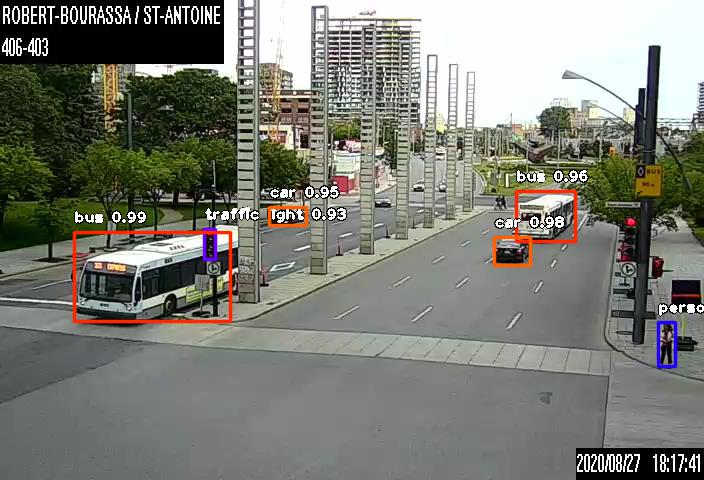 ROBERT-BOURASSA / ST-ANTOINE
406-403
bus 0.96
car 0.95
bus 0.99
traffic light 0.93
car 0.98
BUS
EXPRESS
perso
2020/08/27 18:17:41